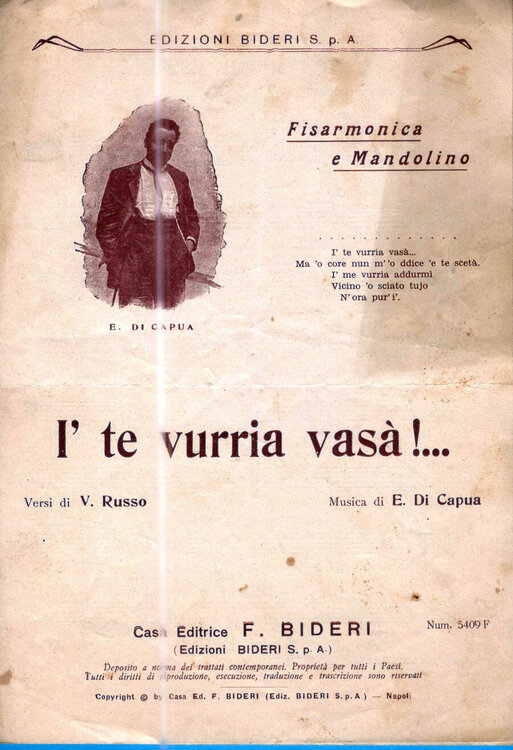 EDIZIONI BIDERI S. p. A.
Fisarmonica
e Mandolino
. . . . . . . . . . . . . .
I' te vurria vasà...
Ma 'o core nun m' 'o ddice 'e te scetà.
I' me vurria addurmì
Vicino 'o sciato tujo
N' ora pur' i'.
E. DI CAPUA
I' te vurria vasà!...
Versi di V. Russo
Musica di E. Di Capua
Casa Editrice F. BIDERI
Num. 5409 F
(Edizioni BIDERI S. p. A.)
Deposito a norma dei trattati contemporanei. Proprietà per tutti i Paesi.
Tutti i diritti di riproduzione, esecuzione, traduzione e trascrizione sono riservati
Copyright © by Casa Ed. F. BIDERI (Ediz. BIDERI S. p. A.) — Napoli